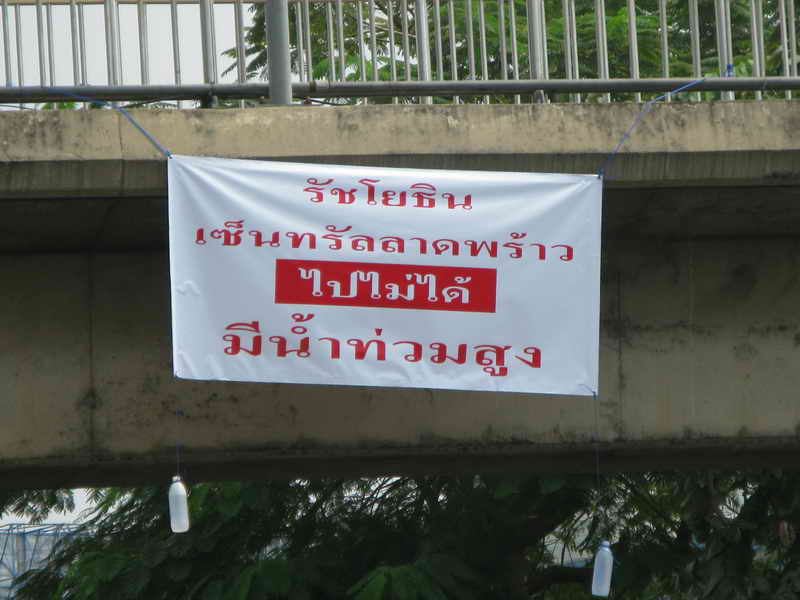 รัชโยธิน
เซ็นทรัลลาดพร้าว
ไปไม่ได้
มีน้ำท่วมสูง